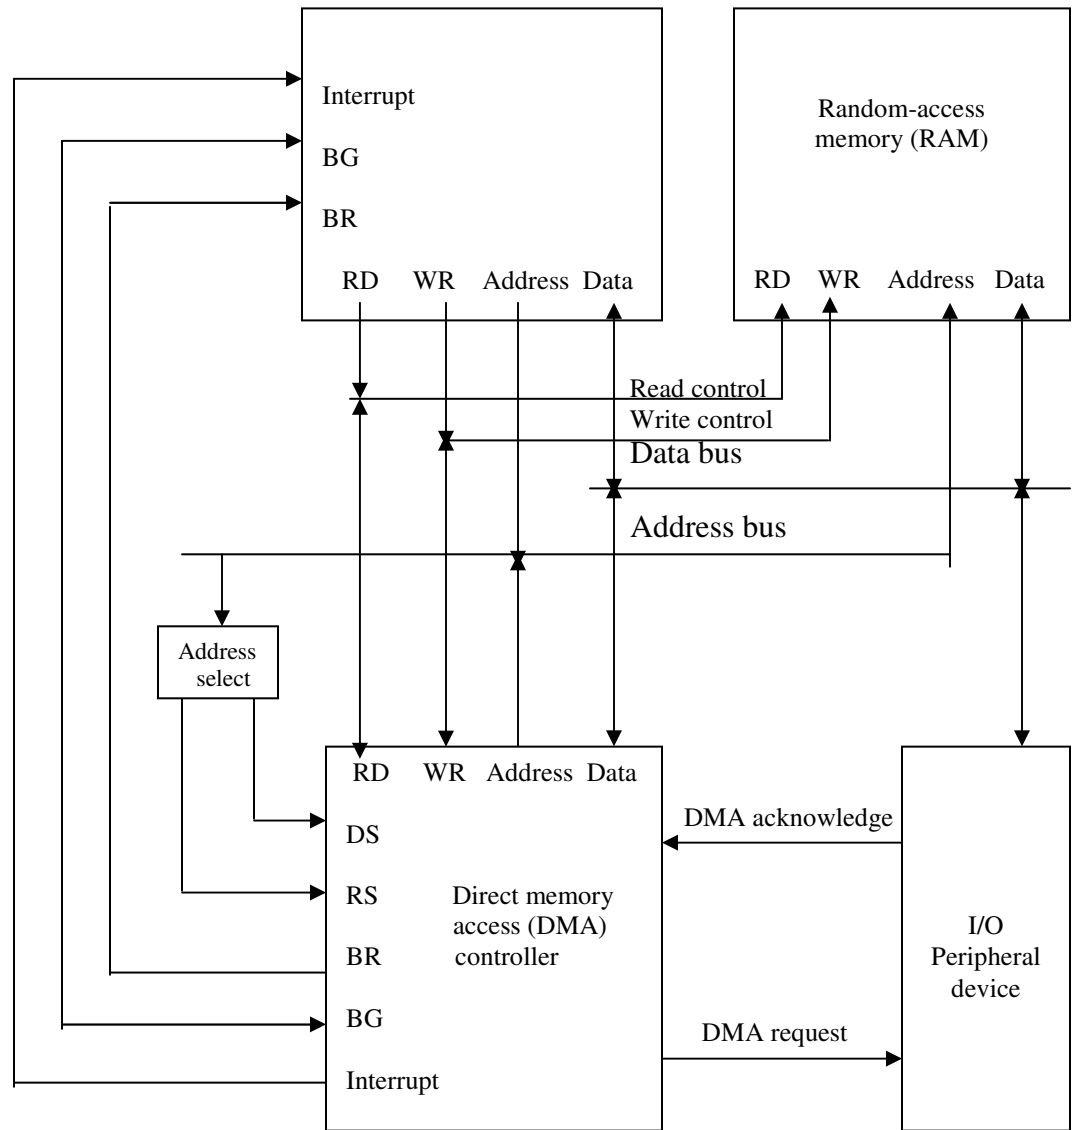 Interrupt
BG
BR
RD WR Address Data
Random-access
memory (RAM)
RD WR Address Data
Read control
Write control
Data bus
Address bus
Address
select
RD WR Address Data
DS
RS
BR
BG
Interrupt
Direct memory
access (DMA)
controller
DMA acknowledge
DMA request
I/O
Peripheral
device